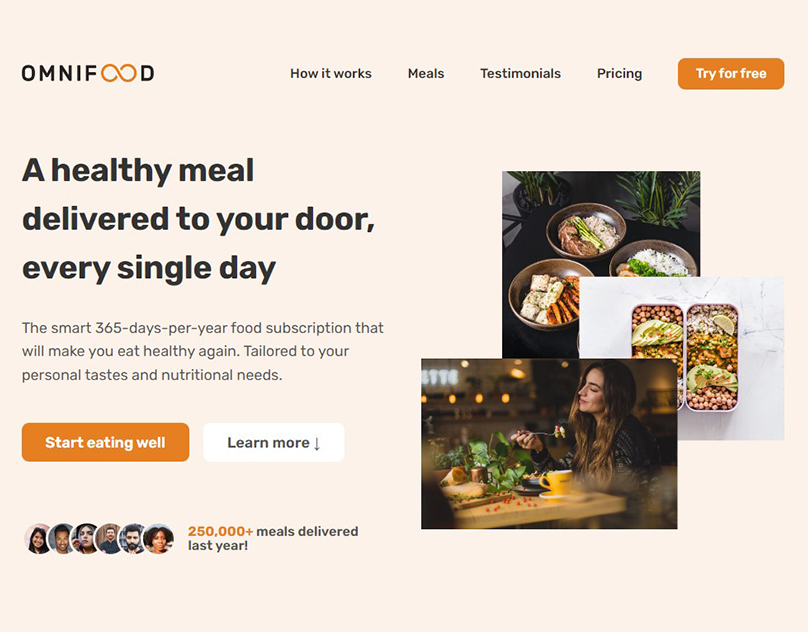 OMNIFOOD
How it works
Meals
Testimonials
Pricing
Try for free
A healthy meal
delivered to your door,
every single day
The smart 365-days-per-year food subscription that
will make you eat healthy again. Tailored to your
personal tastes and nutritional needs.
Start eating well
Learn more ↓
250,000+ meals delivered
last year!